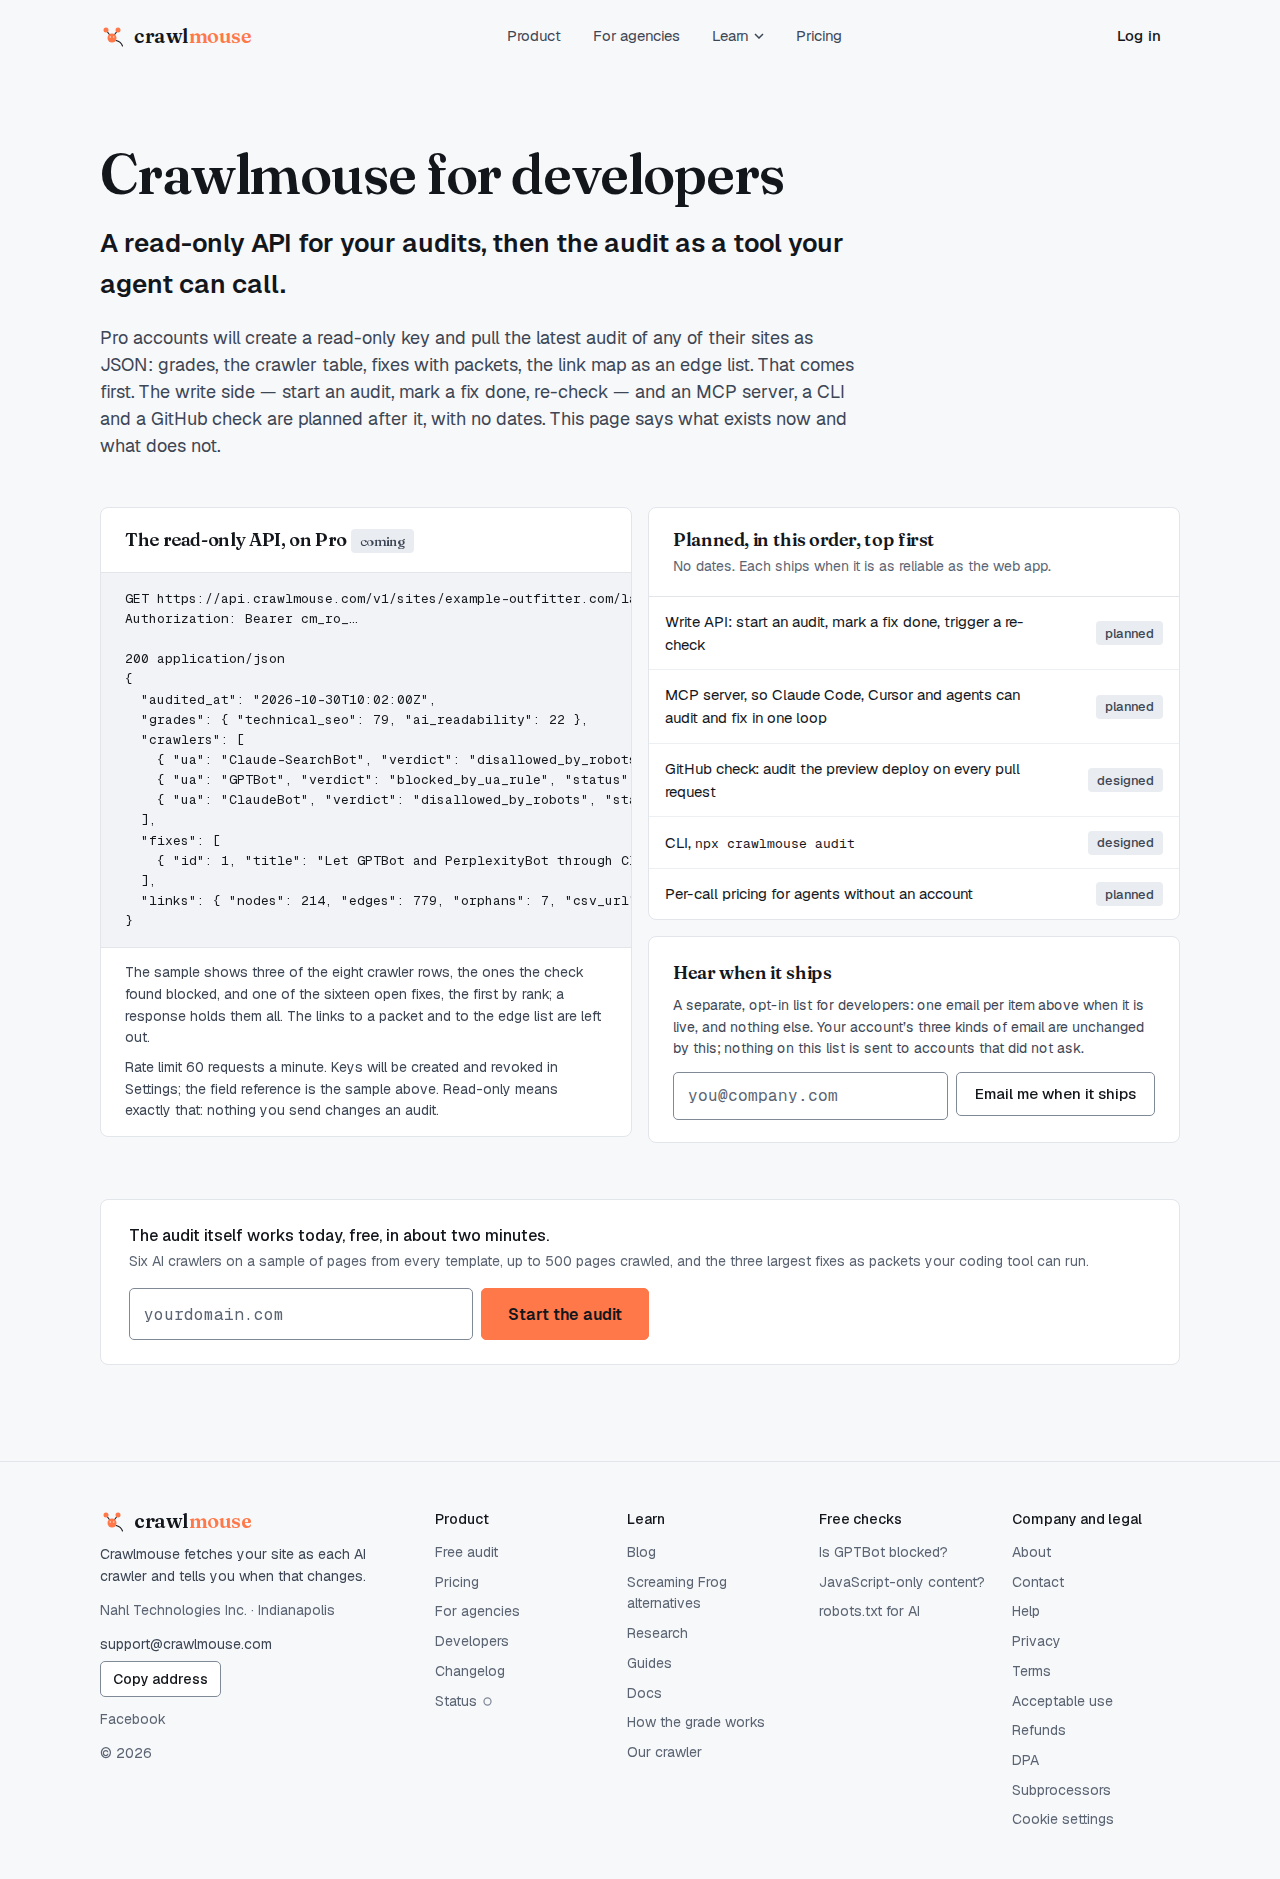 crawlmouse
Product
For agencies
Learn
Pricing
Log in
Crawlmouse for developers
A read-only API for your audits, then the audit as a tool your
agent can call.
Pro accounts will create a read-only key and pull the latest audit of any of their sites as
JSON: grades, the crawler table, fixes with packets, the link map as an edge list. That comes
first. The write side — start an audit, mark a fix done, re-check — and an MCP server, a CLI
and a GitHub check are planned after it, with no dates. This page says what exists now and
what does not.
The read-only API, on Pro coming
GET https://api.crawlmouse.com/v1/sites/example-outfitter.com/
Authorization: Bearer cm_ro_…
200 application/json
{
"audited_at": "2026-10-30T10:02:00Z",
"grades": { "technical_seo": 79, "ai_readability": 22 },
"crawlers": [
{ "ua": "Claude-SearchBot", "verdict": "disallowed_by_robots
{ "ua": "GPTBot", "verdict": "blocked_by_ua_rule", "status"
{ "ua": "ClaudeBot", "verdict": "disallowed_by_robots",
],
"fixes": [
{ "id": 1, "title": "Let GPTBot and PerplexityBot through
],
"links": { "nodes": 214, "edges": 779, "orphans": 7, "csv_url"
}
The sample shows three of the eight crawler rows, the ones the check
found blocked, and one of the sixteen open fixes, the first by rank; a
response holds them all. The links to a packet and to the edge list are left
out.
Rate limit 60 requests a minute. Keys will be created and revoked in
Settings; the field reference is the sample above. Read-only means
exactly that: nothing you send changes an audit.
Planned, in this order, top first
No dates. Each ships when it is as reliable as the web app.
Write API: start an audit, mark a fix done, trigger a re-
check
planned
MCP server, so Claude Code, Cursor and agents can
audit and fix in one loop
planned
GitHub check: audit the preview deploy on every pull
request
designed
CLI, npx crawlmouse audit
designed
Per-call pricing for agents without an account
planned
Hear when it ships
A separate, opt-in list for developers: one email per item above when it is
live, and nothing else. Your account's three kinds of email are unchanged
by this; nothing on this list is sent to accounts that did not ask.
you@company.com
Email me when it ships
The audit itself works today, free, in about two minutes.
Six AI crawlers on a sample of pages from every template, up to 500 pages crawled, and the three largest fixes as packets your coding tool can run.
yourdomain.com
Start the audit
crawlmouse
Crawlmouse fetches your site as each AI
crawler and tells you when that changes.
Nahl Technologies Inc. · Indianapolis
support@crawlmouse.com
Copy address
Facebook
© 2026
Product
Free audit
Pricing
For agencies
Developers
Changelog
Status
Learn
Blog
Screaming Frog
alternatives
Research
Guides
Docs
How the grade works
Our crawler
Free checks
Is GPTBot blocked?
JavaScript-only content?
robots.txt for AI
Company and legal
About
Contact
Help
Privacy
Terms
Acceptable use
Refunds
DPA
Subprocessors
Cookie settings